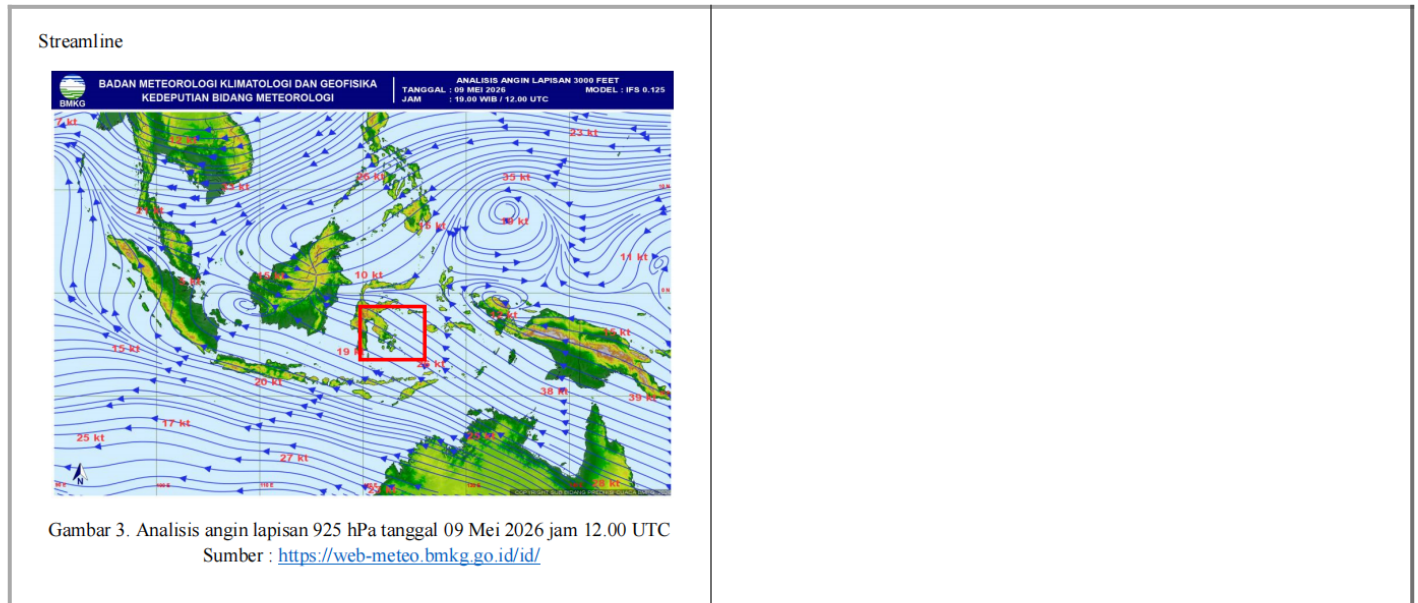 Streamline
BMKG
BADAN METEOROLOGI KLIMATOLOGI DAN GEOFISIKA
KEDEPUTIAN BIDANG METEOROLOGI
ANALISIS ANGIN LAPISAN 3000 FEET
TANGGAL : 09 MEI 2026 MODEL : IFS 0.125
JAM : 19.00 WIB / 12.00 UTC
7 kt
23 kt
26 kt
35 kt
11 kt
10 kt
15 kt
19 kt
20 kt
38 kt
39 kt
17 kt
25 kt
27 kt
28 kt
N
Gambar 3. Analisis angin lapisan 925 hPa tanggal 09 Mei 2026 jam 12.00 UTC
Sumber : https://web-meteo.bmkg.go.id/id/